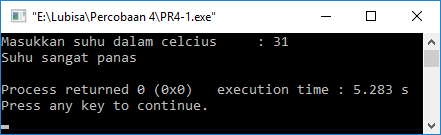 "E:\Lubisa\Percobaan 4\PR4-1.exe"
Masukkan suhu dalam celcius     : 31
Suhu sangat panas
Process returned 0 (0x0)   execution time : 5.283 s
Press any key to continue.